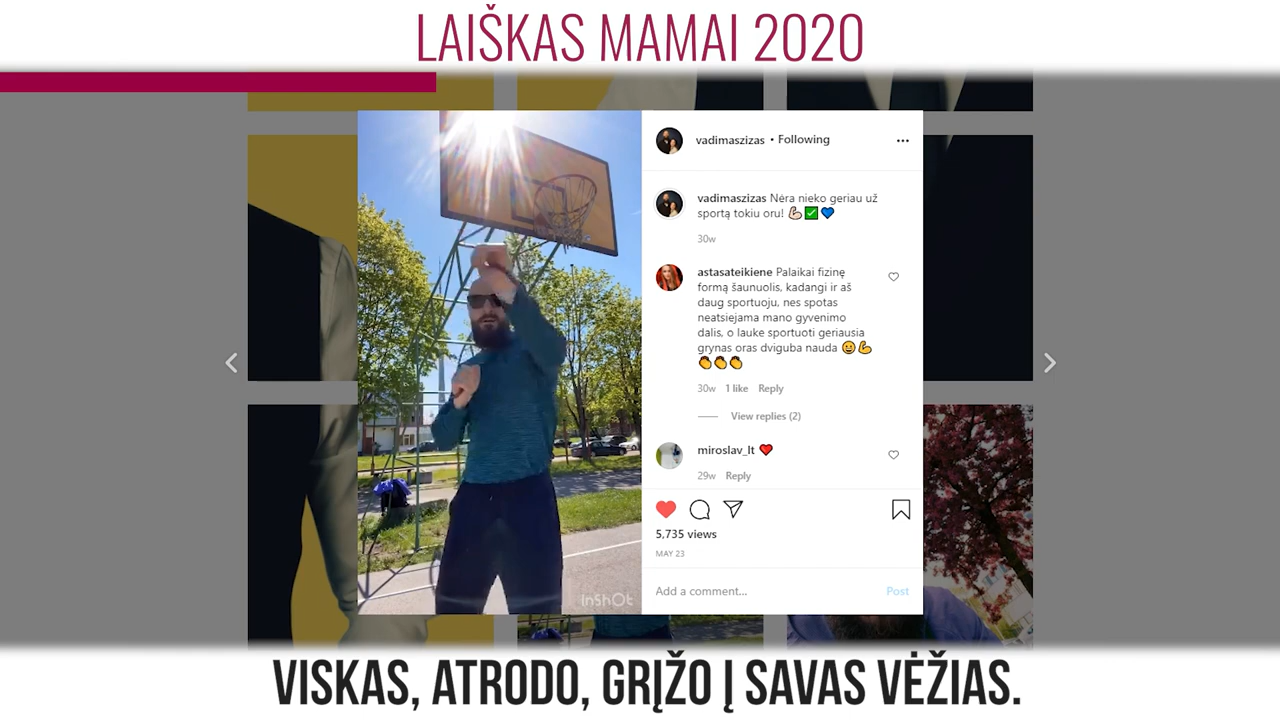 LAIŠKAS MAMAI 2020
vadimaszizas • Following
vadimaszizas Nėra nieko geriau už
sportą tokiu oru! 💪🏻✅💙
30w
astasateikiene Palaikai fizinę
formą šaunuolis, kadangi ir aš
daug sportuoju, nes spotas
neatsiejama mano gyvenimo
dalis, o lauke sportuoti geriausia
grynas oras dviguba nauda 😄💪
👏👏👏
30w 1 like Reply
View replies (2)
miroslav_lt ❤️
29w Reply
5,735 views
MAY 23
Add a comment... Post
InShOt
VISKAS, ATRODO, GRĮŽO Į SAVAS VĖŽIAS.